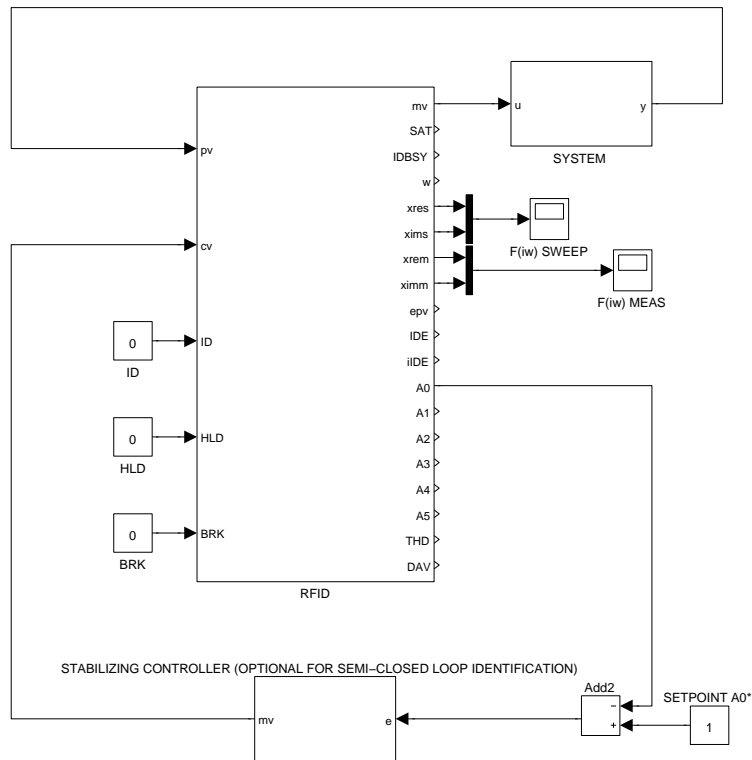 mv
u
y
SYSTEM
pv
SAT
IDBSY
w
xres
xims
F(iw) SWEEP
cv
xrem
ximm
F(iw) MEAS
epv
0
ID
ID
IDE
iIDE
A0
A1
0
HLD
HLD
A2
A3
A4
A5
0
BRK
BRK
THD
DAV
RFID
STABILIZING CONTROLLER (OPTIONAL FOR SEMI−CLOSED LOOP IDENTIFICATION)
mv
e
Add2
−
+
SETPOINT A0*
1